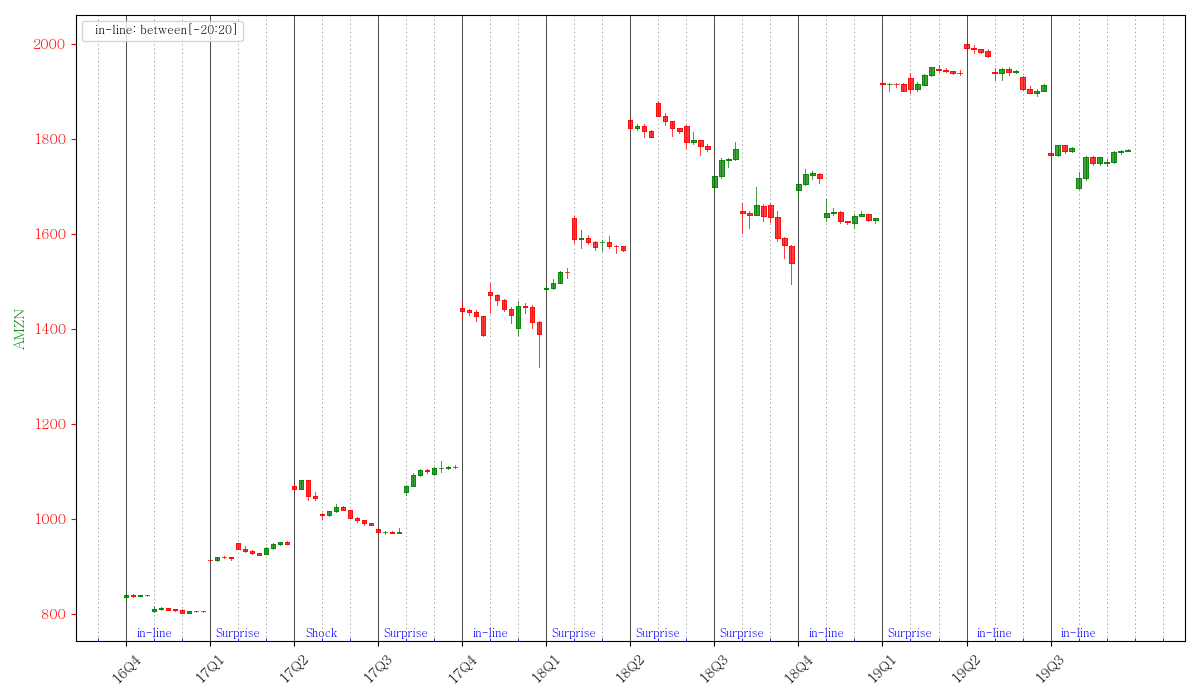 in-line: between[-20:20]
2000
1800
1600
1400
1200
1000
800
AMZN
in-line Surprise Shock Surprise in-line Surprise Surprise Surprise in-line Surprise in-line in-line
16Q4 17Q1 17Q2 17Q3 17Q4 18Q1 18Q2 18Q3 18Q4 19Q1 19Q2 19Q3